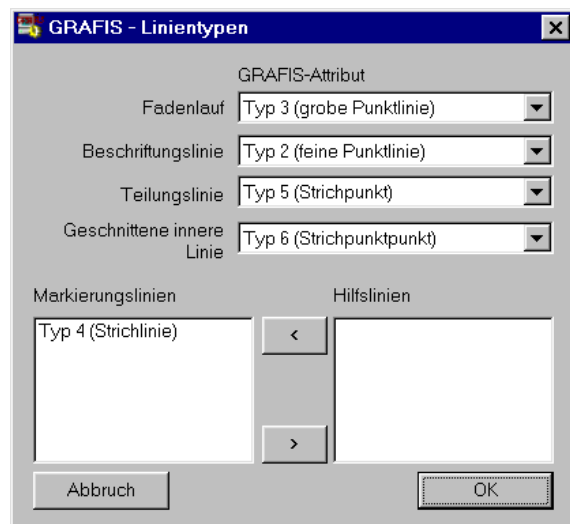 GRAFIS - Linientypen
GRAFIS-Attribut
Fadenlauf Typ 3 (grobe Punktlinie)
Beschriftungslinie Typ 2 (feine Punktlinie)
Teilungslinie Typ 5 (Strichpunkt)
Geschnittene innere
Linie Typ 6 (Strichpunktpunkt)
Markierungslinien Hilfslinien
Typ 4 (Strichlinie)
<
>
Abbruch OK